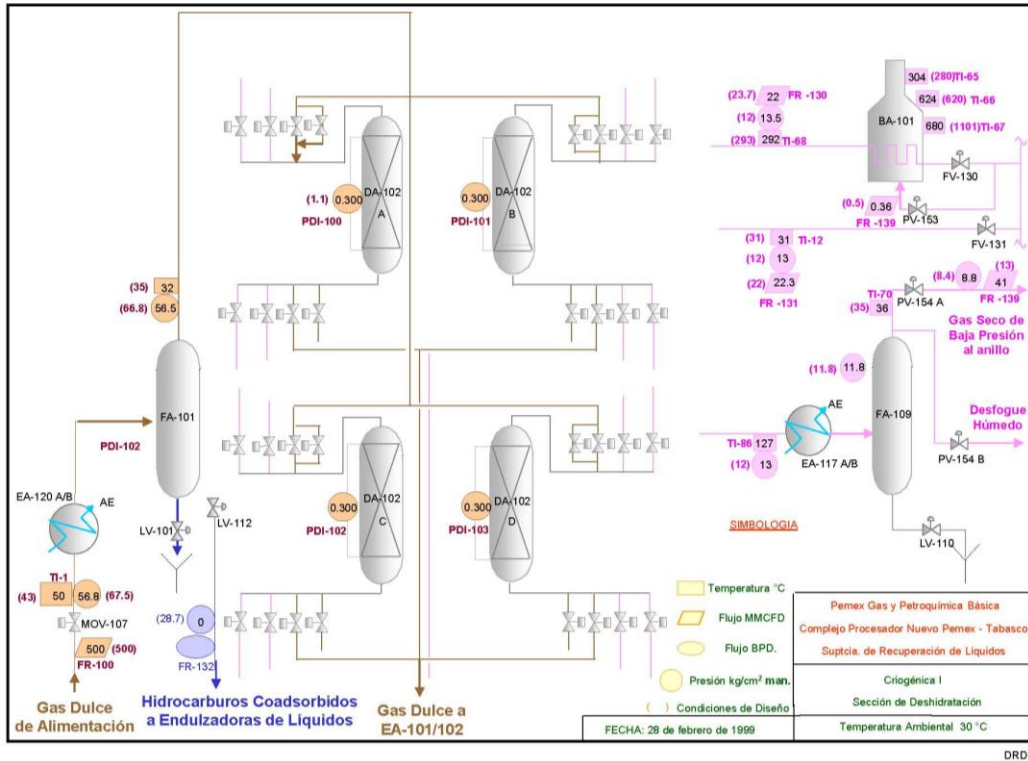 (280)TI-65
304
(620) TI-66
624
(1101)TI-67
680
BA-101
(23.7) 22 FR -130
(12) 13.5
(293) 292 TI-68
FV-130
(0.5) 0.36
FR -139
PV-153
FV-131
(31) 31 TI-12
(12) 13
(22) 22.3
FR -131
DA-102
A
(1.1) 0.300
PDI-100
DA-102
B
0.300
PDI-101
(35) 32
(66.8) 56.5
TI-70
(35) 36
PV-154 A
(8.4) 8.8
(13)
41
FR -139
Gas Seco de
Baja Presión
al anillo
(11.8) 11.8
FA-109
AE
EA-117 A/B
TI-86 127
(12) 13
Desfogue
Húmedo
PV-154 B
LV-110
FA-101
PDI-102
EA-120 A/B
AE
LV-101
LV-112
DA-102
C
0.300
PDI-102
DA-102
D
0.300
PDI-103
TI-1
(43) 50 56.8 (67.5)
MOV-107
500 (500)
FR-100
(28.7) 0
FR-132
Gas Dulce
de Alimentación
Hidrocarburos Coadsorbidos
a Endulzadoras de Líquidos
Gas Dulce a
EA-101/102
SIMBOLOGIA
Temperatura °C
Flujo MMCFD
Flujo BPD.
Presión kg/cm² man.
( ) Condiciones de Diseño
Pemex Gas y Petroquímica Básica
Complejo Procesador Nuevo Pemex - Tabasco
Suptcia. de Recuperación de Líquidos
Criogénica I
Sección de Deshidratación
FECHA: 28 de febrero de 1999
Temperatura Ambiental 30 °C
DRD